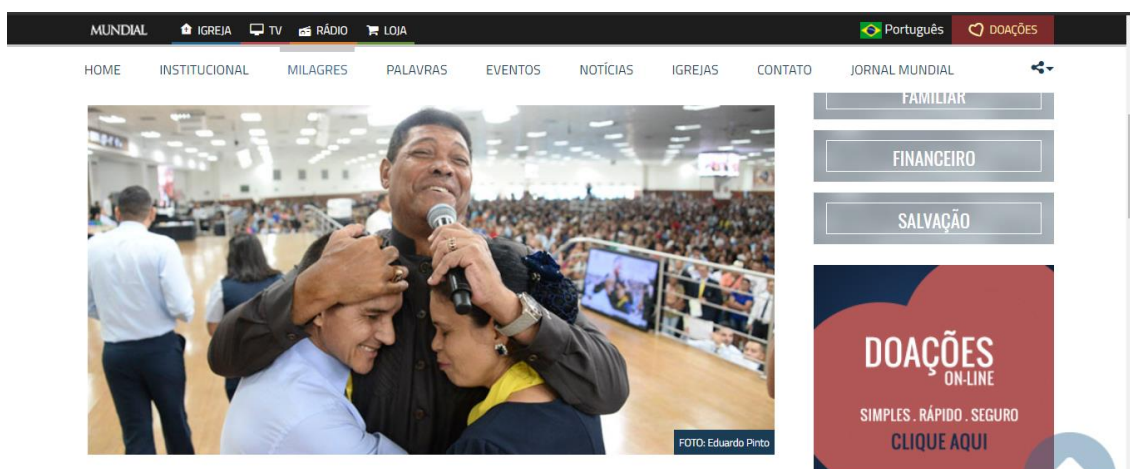 MUNDIAL IGREJA TV RÁDIO LOJA Português DOAÇÕES
HOME INSTITUCIONAL MILAGRES PALAVRAS EVENTOS NOTÍCIAS IGREJAS CONTATO JORNAL MUNDIAL
FAMILIAR
FINANCEIRO
SALVAÇÃO
DOAÇÕES
ON-LINE
SIMPLES . RÁPIDO . SEGURO
CLIQUE AQUI
FOTO: Eduardo Pinto